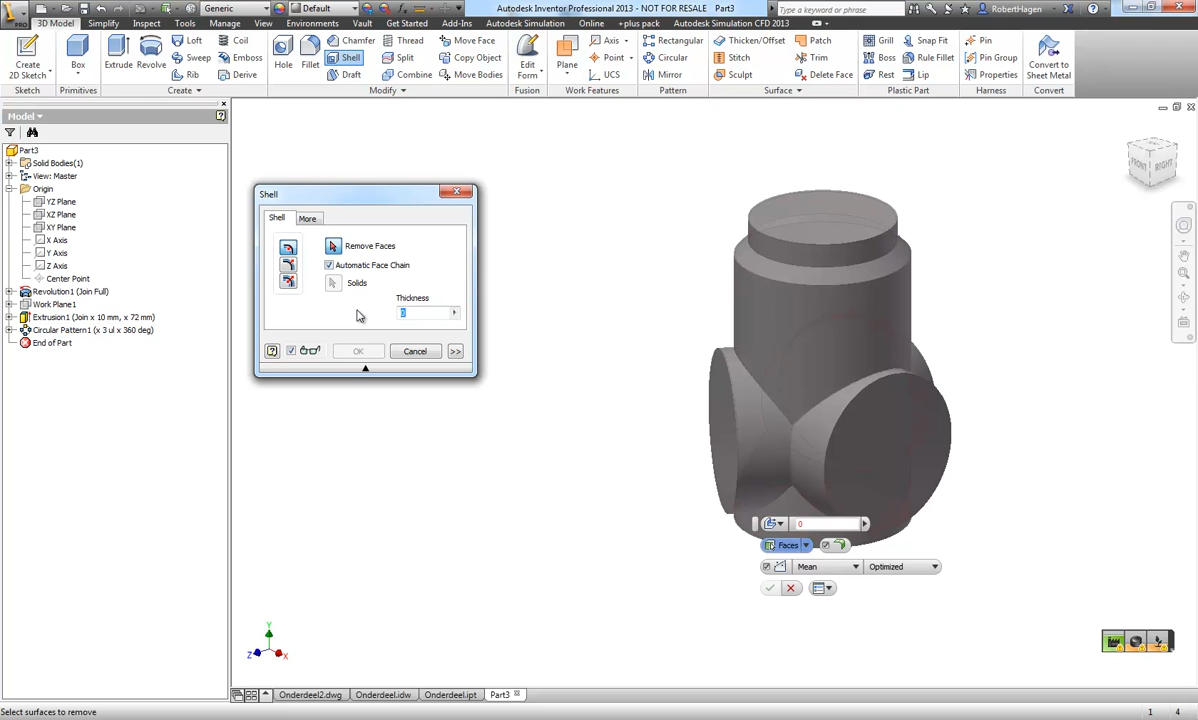 PRO
Generic
Default
Autodesk Inventor Professional 2013 - NOT FOR RESALE Part3
Type a keyword or phrase
RobertHagen
3D Model Simplify Inspect Tools Manage View Environments Vault Get Started Add-Ins Autodesk Simulation Online +plus pack Autodesk Simulation CFD 2013
Create
2D Sketch
Box
Extrude Revolve
Loft Coil
Sweep Emboss
Rib Derive
Hole Fillet
Chamfer Thread Move Face
Shell Split Copy Object
Draft Combine Move Bodies
Edit
Form
Plane
Axis
Point
UCS
Rectangular
Circular
Mirror
Thicken/Offset Patch
Stitch Trim
Sculpt Delete Face
Grill Snap Fit
Boss Rule Fillet
Rest Lip
Pin
Pin Group
Properties
Convert to
Sheet Metal
Sketch Primitives Create Modify Fusion Work Features Pattern Surface Plastic Part Harness Convert
Model
Part3
Solid Bodies(1)
View: Master
Origin
YZ Plane
XZ Plane
XY Plane
X Axis
Y Axis
Z Axis
Center Point
Revolution1 (Join Full)
Work Plane1
Extrusion1 (Join x 10 mm, x 72 mm)
Circular Pattern1 (x 3 ul x 360 deg)
End of Part
Shell
Shell More
Remove Faces
Automatic Face Chain
Solids
Thickness
0
OK Cancel >>
FRONT RIGHT
0
Faces
Mean Optimized
Z Y X
Onderdeel2.dwg Onderdeel.idw Onderdeel.ipt Part3
Select surfaces to remove 1 4